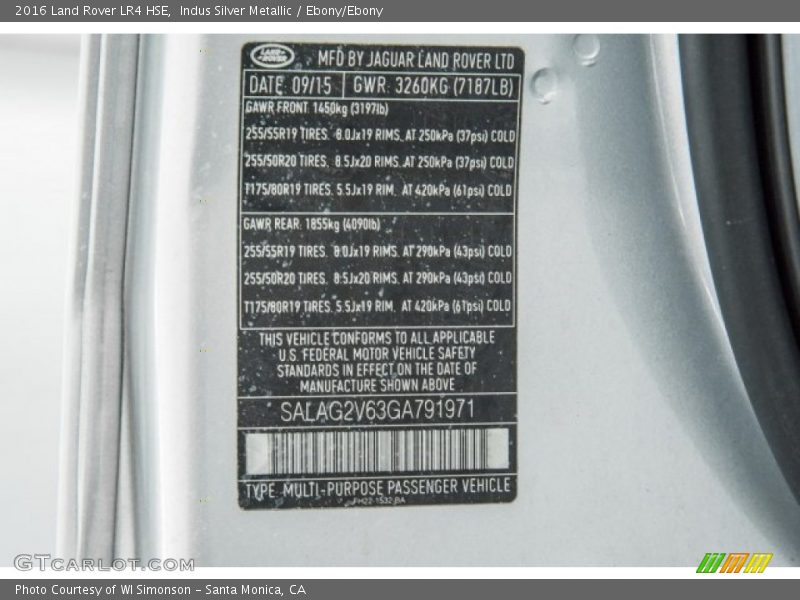 2016 Land Rover LR4 HSE, Indus Silver Metallic / Ebony/Ebony
LAND ROVER
MFD BY JAGUAR LAND ROVER LTD
DATE. 09/15 GWR: 3260KG (7187LB)
GAWR FRONT. 1450kg (3197lb)
255/55R19 TIRES. 8.0Jx19 RIMS. AT 250kPa (37psi) COLD
255/50R20 TIRES. 8.5Jx20 RIMS. AT 250kPa (37psi) COLD
T175/80R19 TIRES. 5.5Jx19 RIM. AT 420kPa (61psi) COLD
GAWR REAR. 1855kg (4090lb)
255/55R19 TIRES. 8.0Jx19 RIMS. AT 290kPa (43psi) COLD
255/50R20 TIRES. 8.5Jx20 RIMS. AT 290kPa (43psi) COLD
T175/80R19 TIRES. 5.5Jx19 RIM. AT 420kPa (61psi) COLD
THIS VEHICLE CONFORMS TO ALL APPLICABLE
U.S. FEDERAL MOTOR VEHICLE SAFETY
STANDARDS IN EFFECT ON THE DATE OF
MANUFACTURE SHOWN ABOVE
SALAG2V63GA791971
TYPE. MULTI-PURPOSE PASSENGER VEHICLE
GTcarlot.com
Photo Courtesy of WI Simonson - Santa Monica, CA